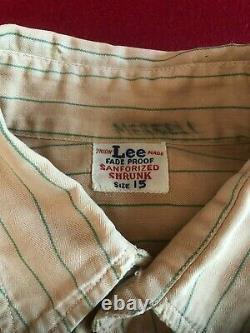 UNION Lee MADE
FADE PROOF
SANFORIZED
SHRUNK
SIZE 15